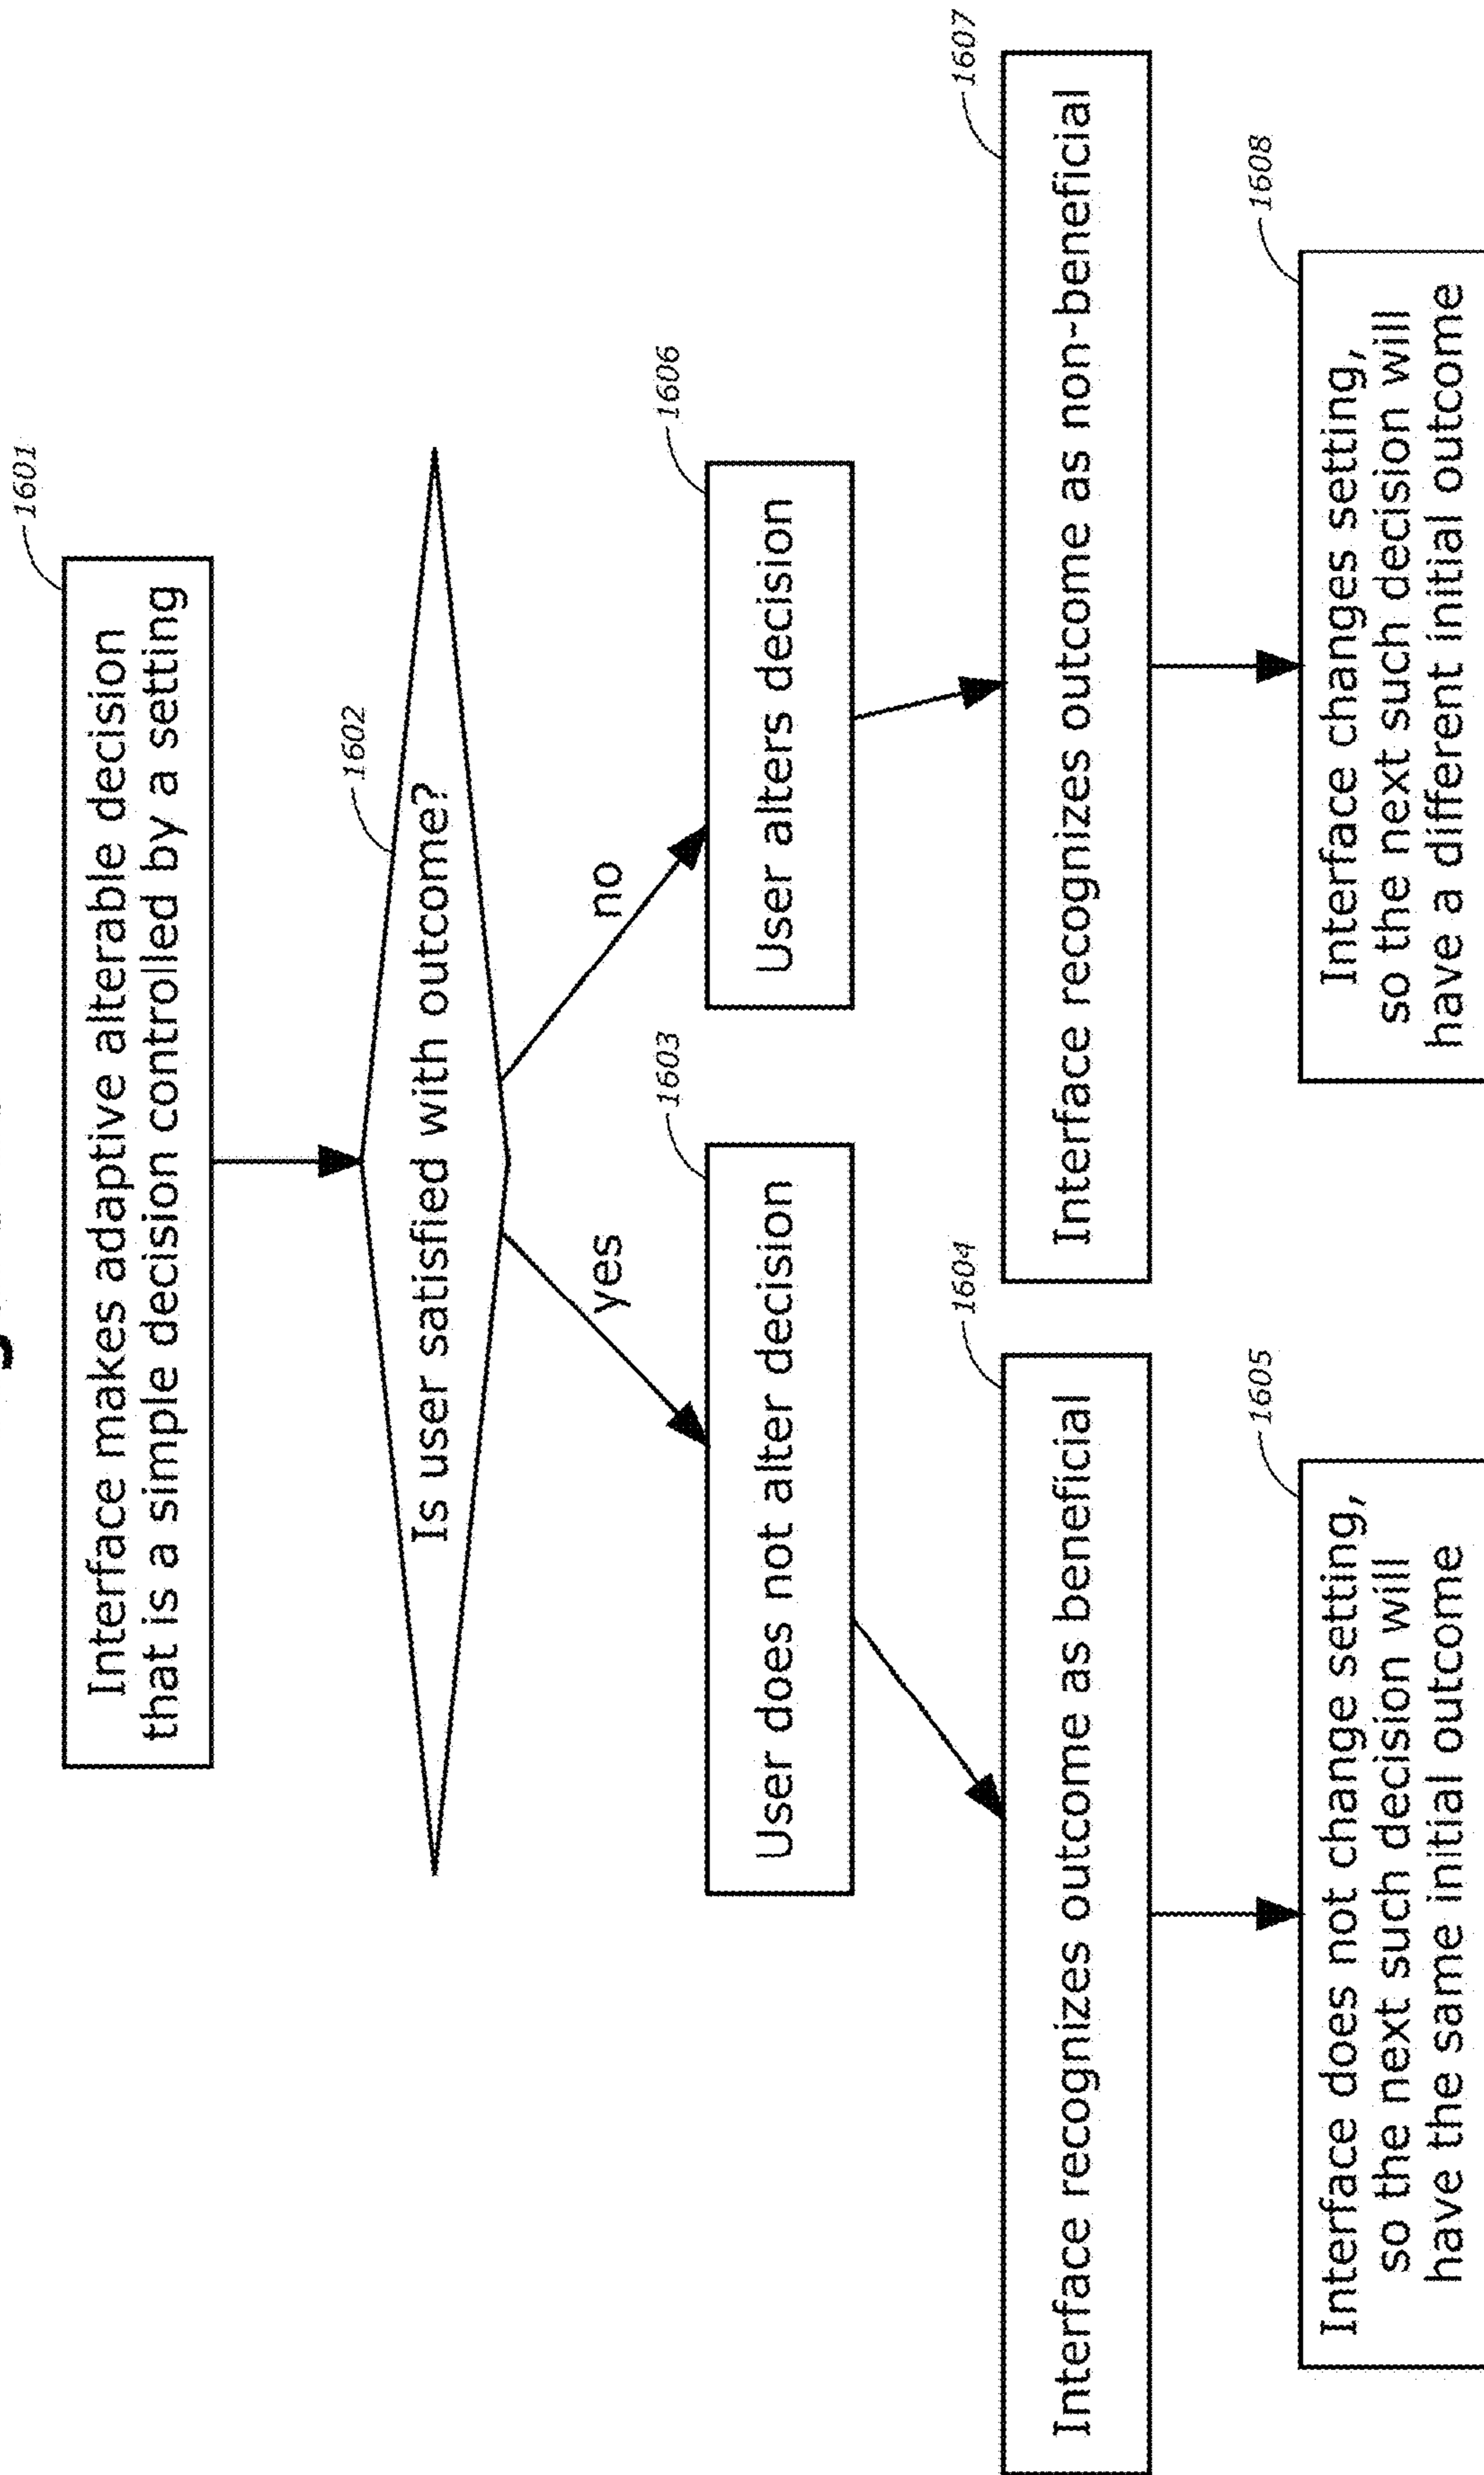 1601
Interface makes adaptive alterable decision
that is a simple decision controlled by a setting
1602
Is user satisfied with outcome?
yes
no
1603
User does not alter decision
1606
User alters decision
1604
Interface recognizes outcome as beneficial
1607
Interface recognizes outcome as non-beneficial
1605
Interface does not change setting,
so the next such decision will
have the same initial outcome
1608
Interface changes setting,
so the next such decision will
have a different initial outcome